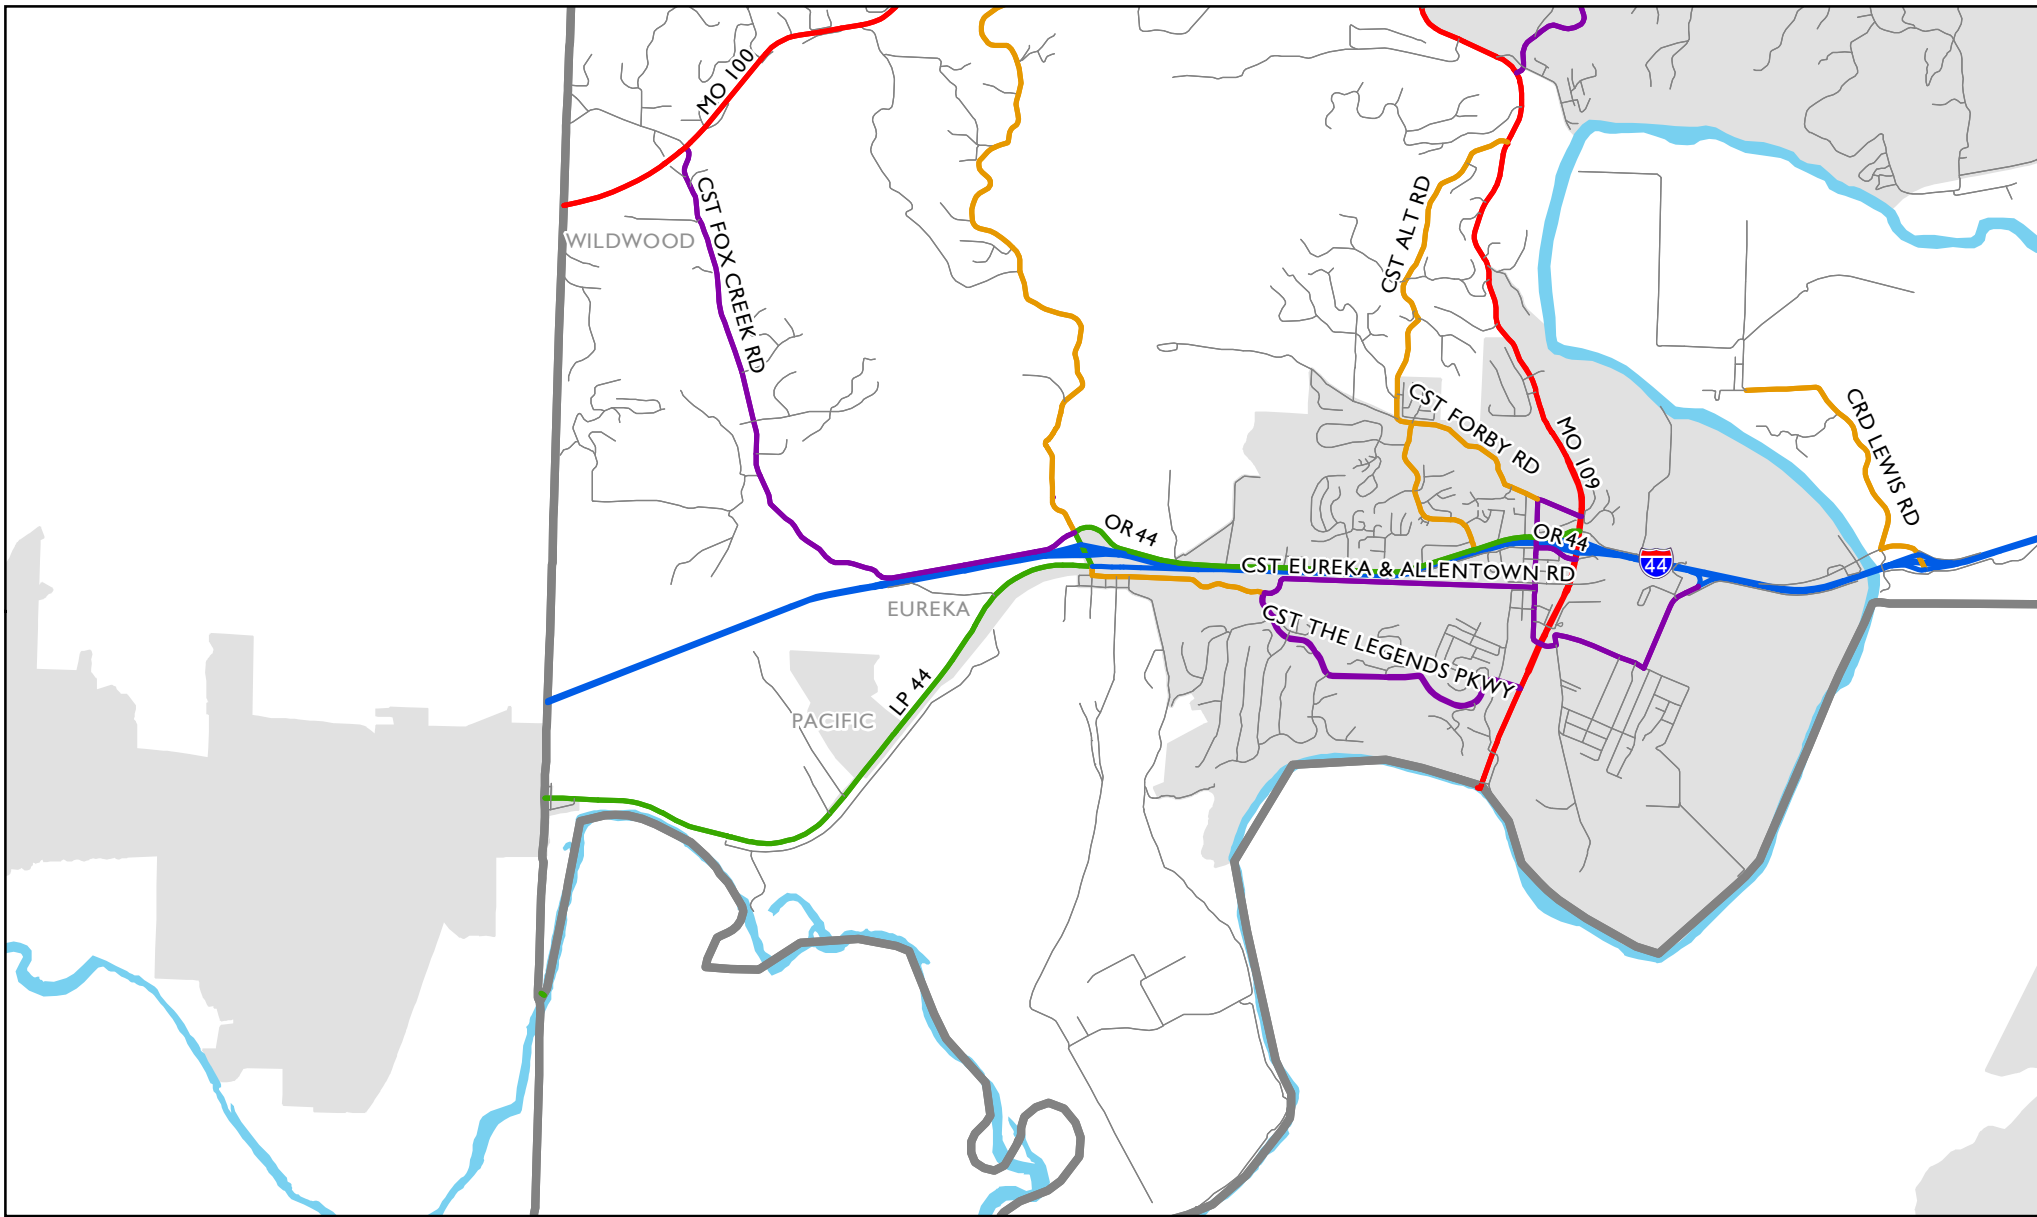 MO 100
CST FOX CREEK RD
WILDWOOD
CST ALT RD
CST FORBY RD
MO 109
CRD LEWIS RD
OR 44
OR 44
CST EUREKA & ALLENTOWN RD
44
EUREKA
CST THE LEGENDS PKWY
LP 44
PACIFIC